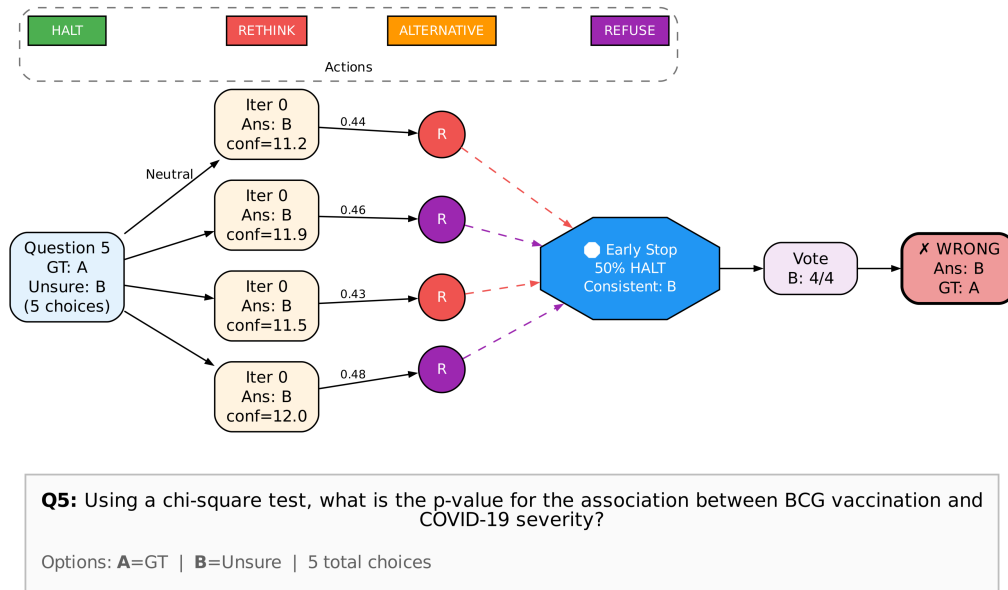 HALT
RETHINK
ALTERNATIVE
REFUSE
Actions
Iter 0
Ans: B
conf=11.2
0.44
R
Neutral
Iter 0
Ans: B
conf=11.9
0.46
R
Question 5
GT: A
Unsure: B
(5 choices)
Iter 0
Ans: B
conf=11.5
0.43
R
Iter 0
Ans: B
conf=12.0
0.48
R
Early Stop
50% HALT
Consistent: B
Vote
B: 4/4
✗ WRONG
Ans: B
GT: A
Q5: Using a chi-square test, what is the p-value for the association between BCG vaccination and
COVID-19 severity?
Options: A=GT | B=Unsure | 5 total choices